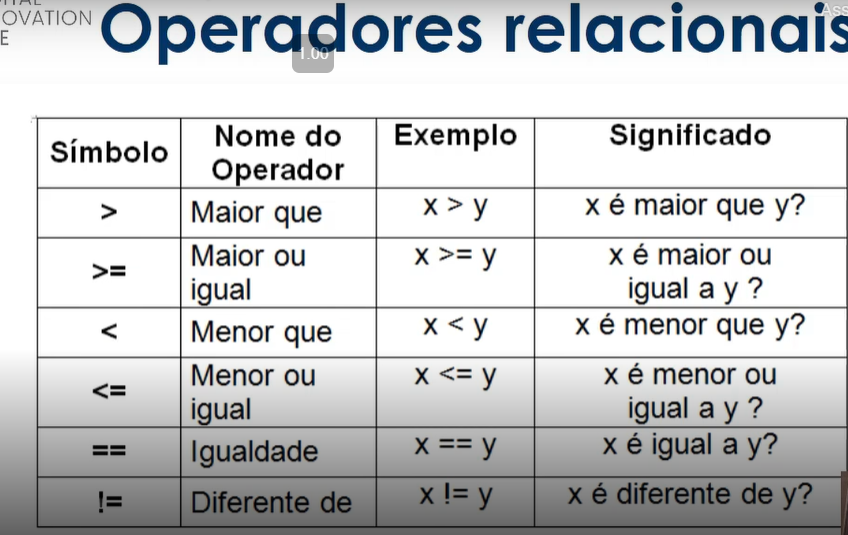 OVATION
E
Operadores relacionais
1.00
Ass
Símbolo
Nome do
Operador
Exemplo
Significado
>
Maior que
x > y
x é maior que y?
>=
Maior ou
igual
x >= y
x é maior ou
igual a y ?
<
Menor que
x < y
x é menor que y?
<=
Menor ou
igual
x <= y
x é menor ou
igual a y ?
==
Igualdade
x == y
x é igual a y?
!=
Diferente de
x != y
x é diferente de y?